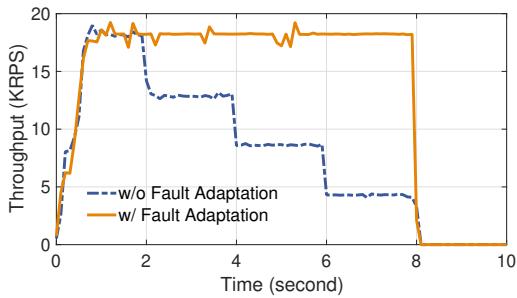 20
15
10
5
0
Throughput (KRPS)
w/o Fault Adaptation
w/ Fault Adaptation
0 2 4 6 8 10
Time (second)